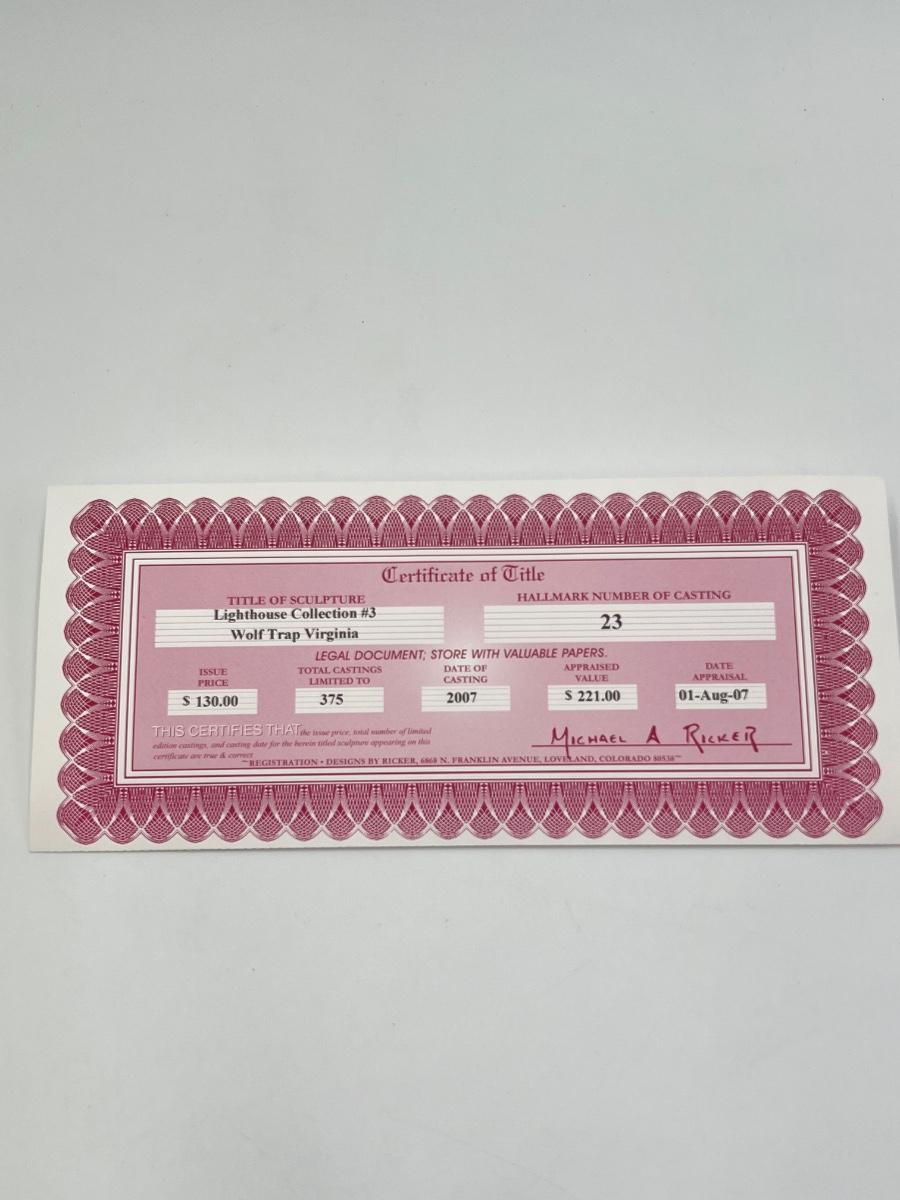 Certificate of Title
TITLE OF SCULPTURE
Lighthouse Collection #3
Wolf Trap Virginia
HALLMARK NUMBER OF CASTING
23
LEGAL DOCUMENT; STORE WITH VALUABLE PAPERS.
ISSUE
PRICE
$ 130.00
TOTAL CASTINGS
LIMITED TO
375
DATE OF
CASTING
2007
APPRAISED
VALUE
$ 221.00
DATE
APPRAISAL
01-Aug-07
THIS CERTIFIES THAT the issue price, total number of limited
edition castings, and casting date for the herein titled sculpture appearing on this
certificate are true & correct
MICHAEL A RICKER
~REGISTRATION • DESIGNS BY RICKER, 6868 N. FRANKLIN AVENUE, LOVELAND, COLORADO 80538~